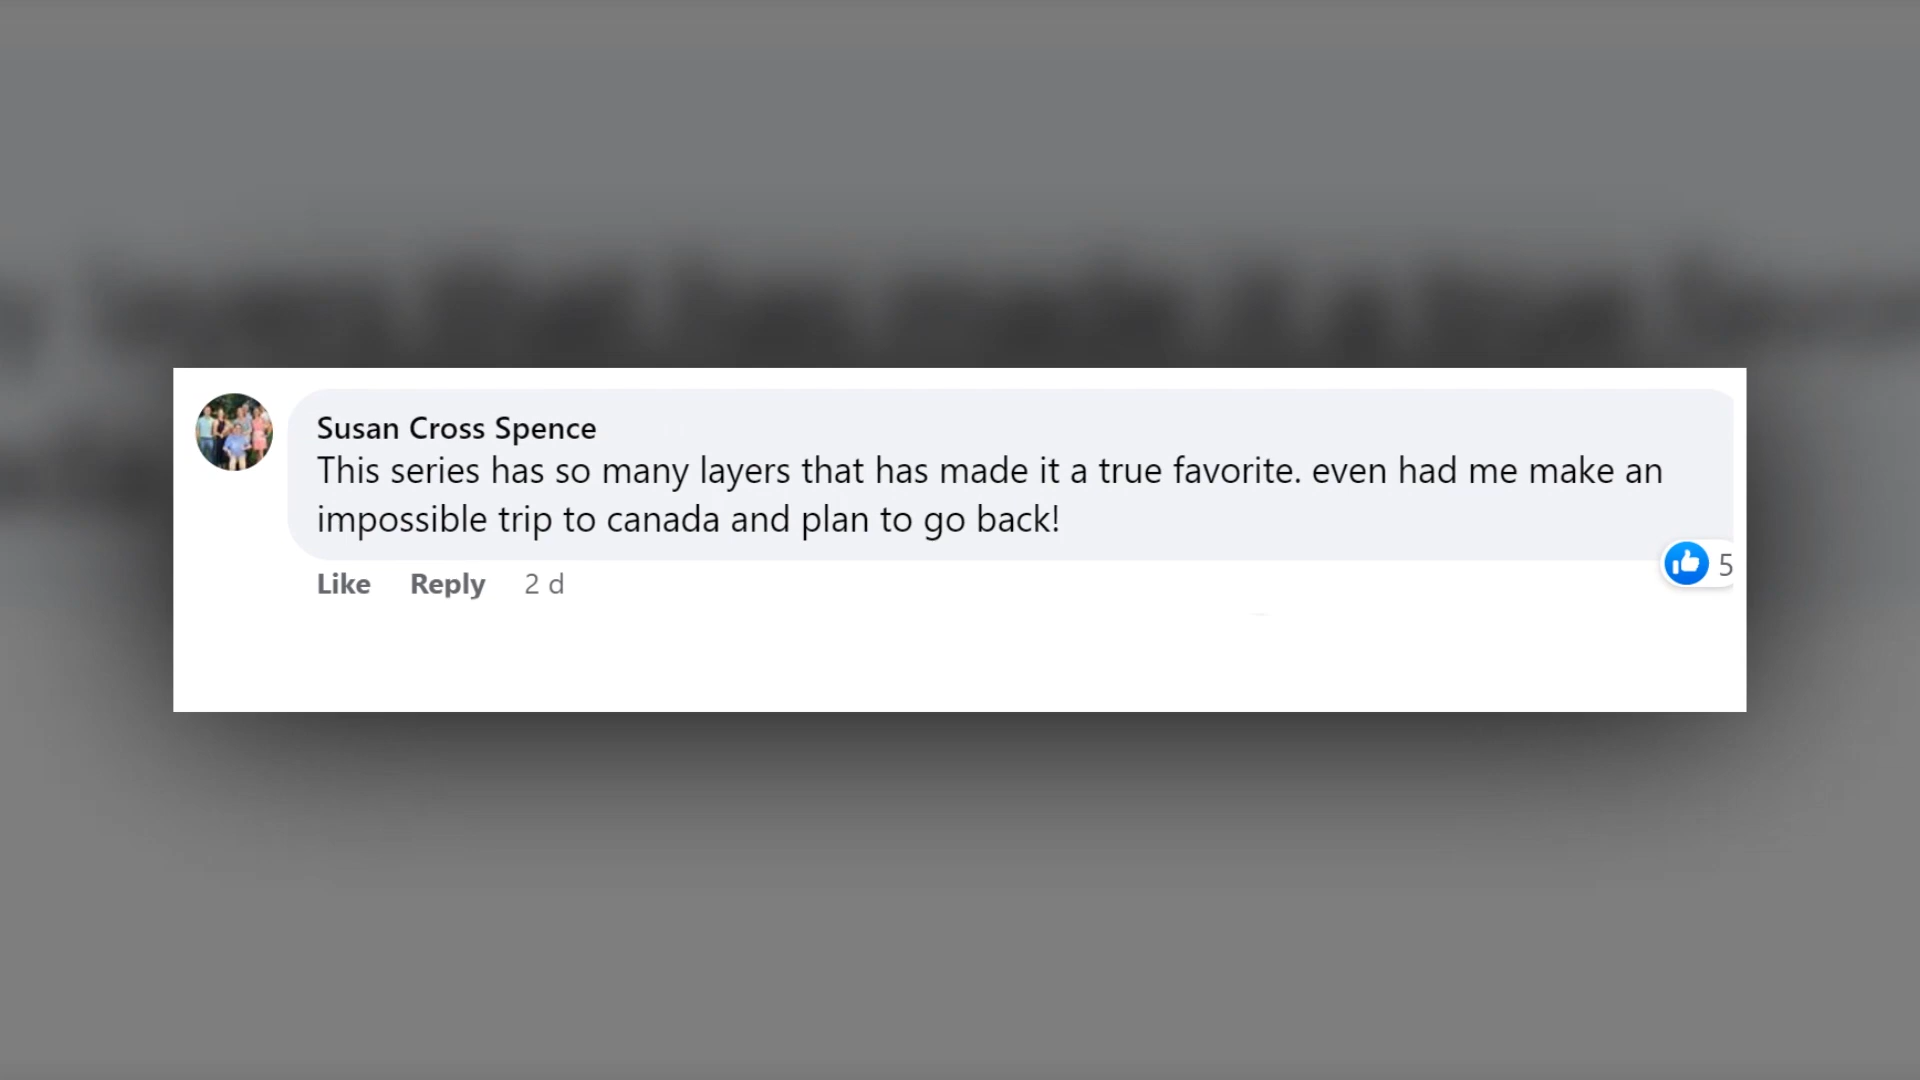 Susan Cross Spence
This series has so many layers that has made it a true favorite. even had me make an
impossible trip to canada and plan to go back!
5
Like Reply 2 d